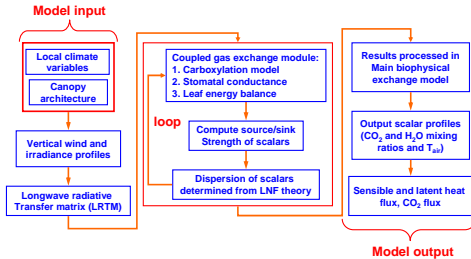 Model input
Local climate
variables
Canopy
architecture
Vertical wind and
irradiance profiles
Longwave radiative
Transfer matrix (LRTM)
Coupled gas exchange module:
1. Carboxylation model
2. Stomatal conductance
3. Leaf energy balance
loop
Compute source/sink
Strength of scalars
Dispersion of scalars
determined from LNF theory
Results processed in
Main biophysical
exchange model
Output scalar profiles
(CO2 and H2O mixing
ratios and Tair)
Sensible and latent heat
flux, CO2 flux
Model output